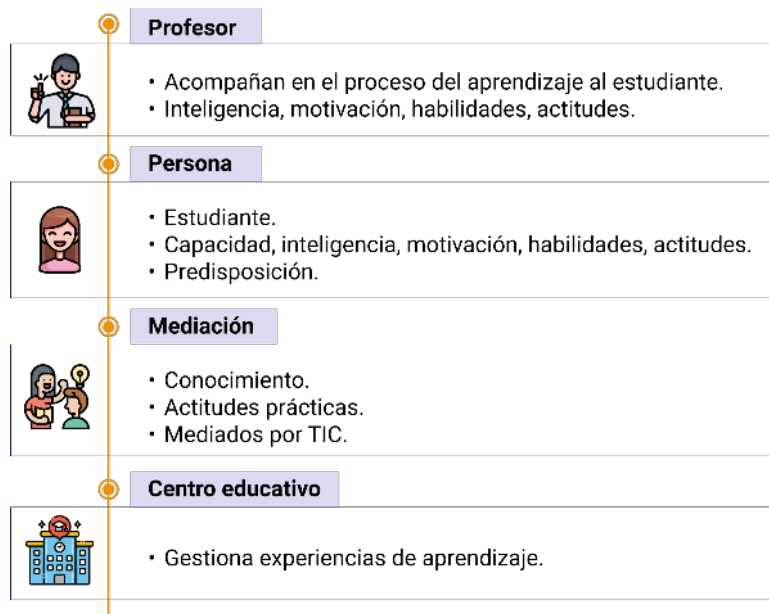 Profesor
• Acompañan en el proceso del aprendizaje al estudiante.
• Inteligencia, motivación, habilidades, actitudes.
Persona
• Estudiante.
• Capacidad, inteligencia, motivación, habilidades, actitudes.
• Predisposición.
Mediación
• Conocimiento.
• Actitudes prácticas.
• Mediados por TIC.
Centro educativo
• Gestiona experiencias de aprendizaje.